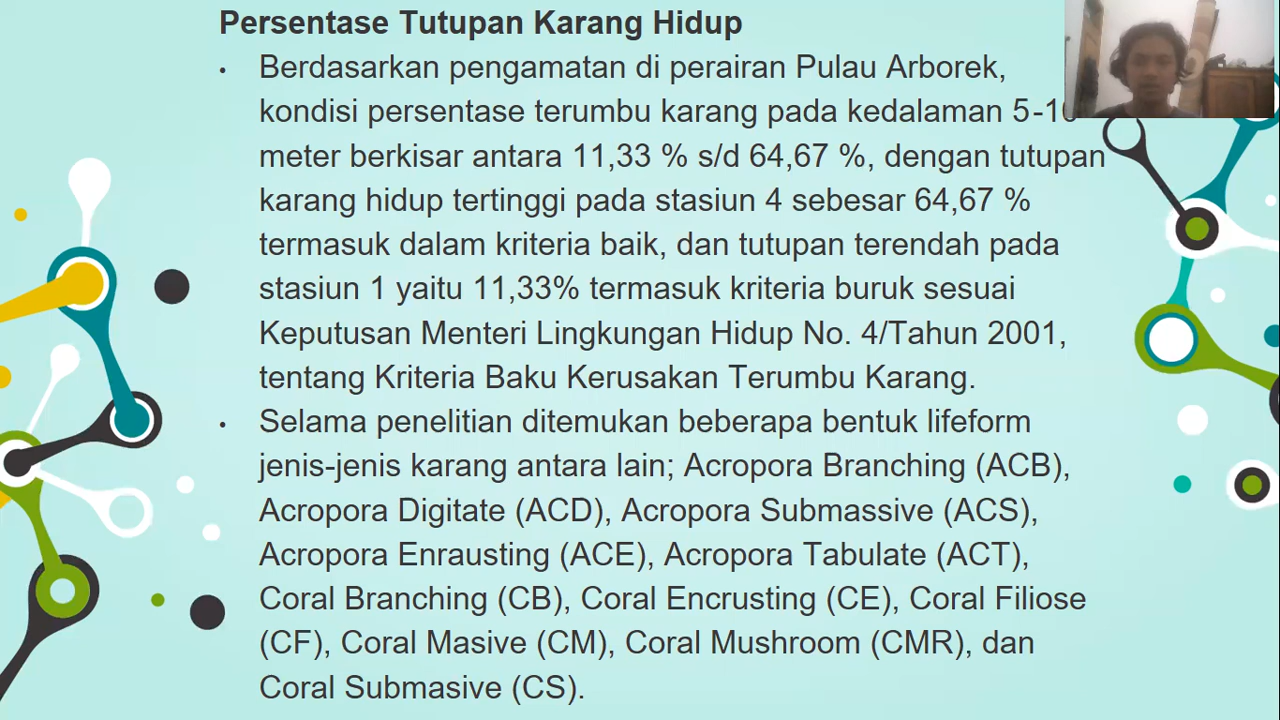 Persentase Tutupan Karang Hidup
• Berdasarkan pengamatan di perairan Pulau Arborek,
kondisi persentase terumbu karang pada kedalaman
meter berkisar antara 11,33 % s/d 64,67 %, dengan tutupan
karang hidup tertinggi pada stasiun 4 sebesar 64,67 %
termasuk dalam kriteria baik, dan tutupan terendah pada
stasiun 1 yaitu 11,33% termasuk kriteria buruk sesuai
Keputusan Menteri Lingkungan Hidup No. 4/Tahun 2001,
tentang Kriteria Baku Kerusakan Terumbu Karang.
• Selama penelitian ditemukan beberapa bentuk lifeform
jenis-jenis karang antara lain; Acropora Branching (ACB),
Acropora Digitate (ACD), Acropora Submassive (ACS),
Acropora Enrausting (ACE), Acropora Tabulate (ACT),
Coral Branching (CB), Coral Encrusting (CE), Coral Filiose
(CF), Coral Masive (CM), Coral Mushroom (CMR), dan
Coral Submasive (CS).